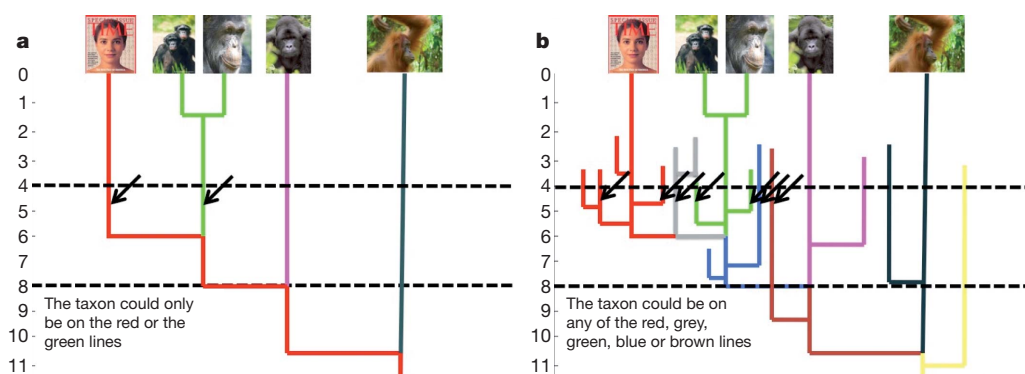 a
TIME
0
1
2
3
4
5
6
7
8
9
10
11
The taxon could only
be on the red or the
green lines
b
TIME
0
1
2
3
4
5
6
7
8
9
10
11
The taxon could be on
any of the red, grey,
green, blue or brown lines